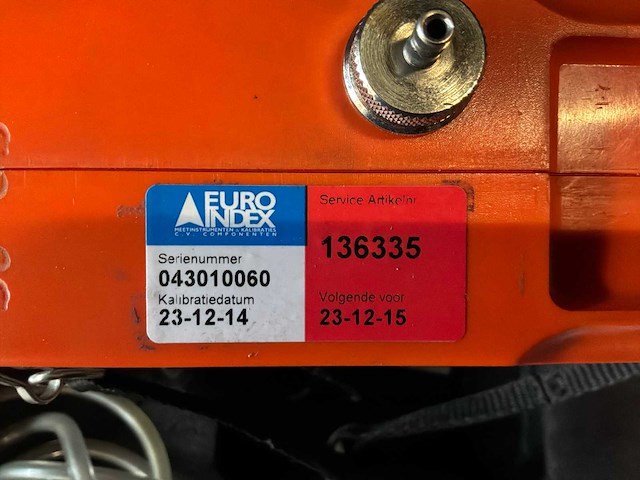 EURO
INDEX
MEETINSTRUMENTEN - KALIBRATIES
C.V. COMPONENTEN
Serienummer
043010060
Kalibratiedatum
23-12-14
Service Artikelnr
136335
Volgende voor
23-12-15